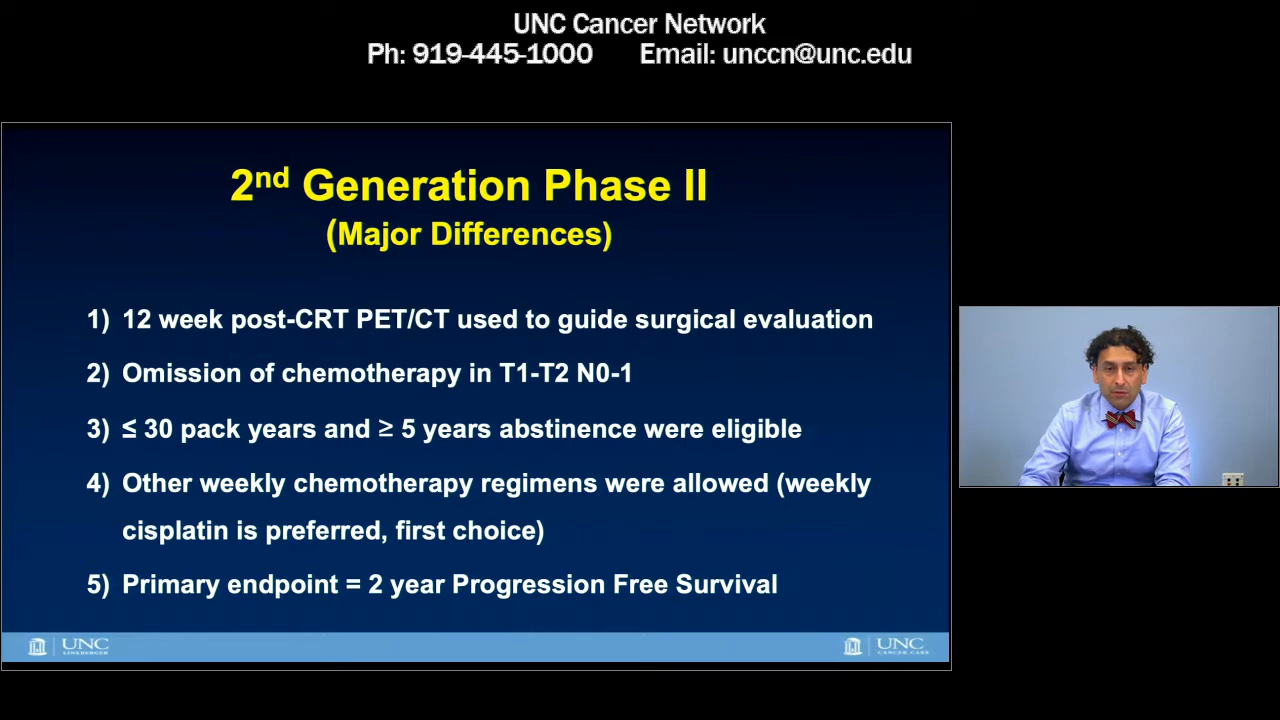 UNC Cancer Network
Ph: 919-445-1000 Email: unccn@unc.edu
2nd Generation Phase II
(Major Differences)
1) 12 week post-CRT PET/CT used to guide surgical evaluation
2) Omission of chemotherapy in T1-T2 N0-1
3) ≤ 30 pack years and ≥ 5 years abstinence were eligible
4) Other weekly chemotherapy regimens were allowed (weekly
cisplatin is preferred, first choice)
5) Primary endpoint = 2 year Progression Free Survival
UNC
LINEBERGER
UNC
CANCER CARE